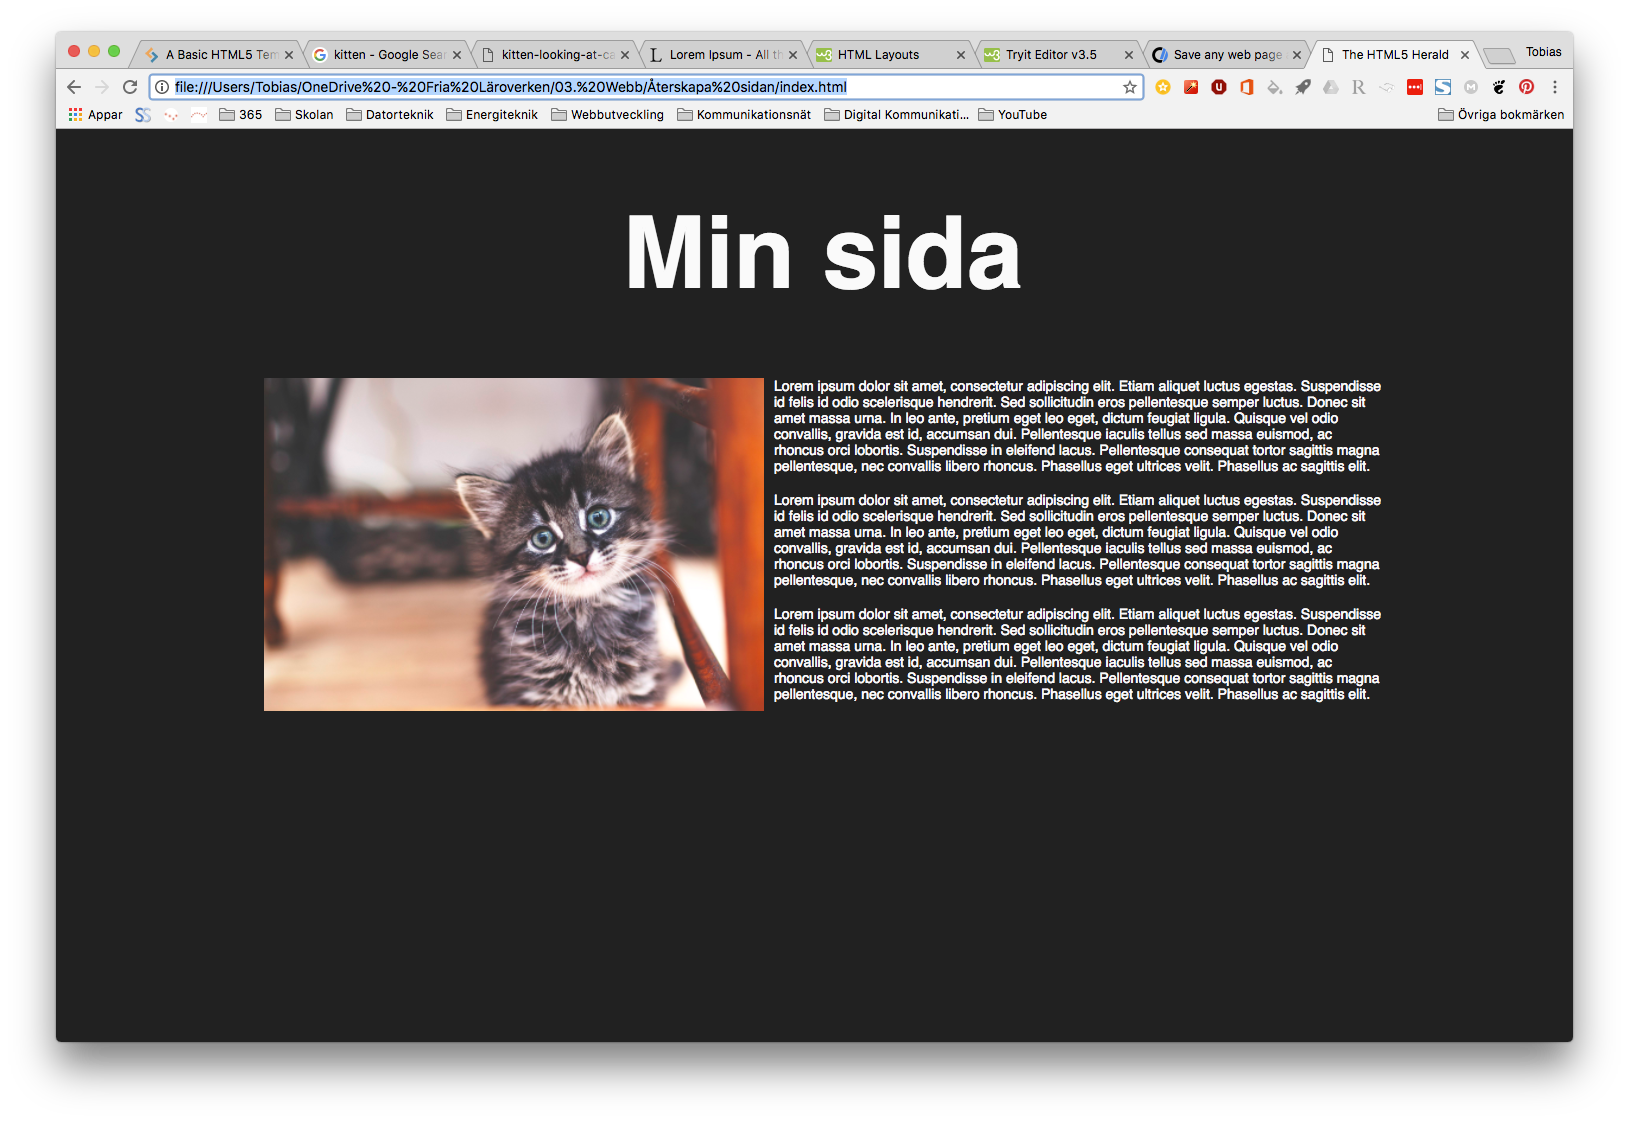 A Basic HTML5 Tem
kitten - Google Sear
kitten-looking-at-ca
Lorem Ipsum - All th
HTML Layouts
Tryit Editor v3.5
Save any web page
The HTML5 Herald
Tobias
file:///Users/Tobias/OneDrive%20-%20Fria%20Läroverken/03.%20Webb/Återskapa%20sidan/index.html
Appar
365
Skolan
Datorteknik
Energiteknik
Webbutveckling
Kommunikationsnät
Digital Kommunikati...
YouTube
Övriga bokmärken
Min sida
Lorem ipsum dolor sit amet, consectetur adipiscing elit. Etiam aliquet luctus egestas. Suspendisse
id felis id odio scelerisque hendrerit. Sed sollicitudin eros pellentesque semper luctus. Donec sit
amet massa urna. In leo ante, pretium eget leo eget, dictum feugiat ligula. Quisque vel odio
convallis, gravida est id, accumsan dui. Pellentesque iaculis tellus sed massa euismod, ac
rhoncus orci lobortis. Suspendisse in eleifend lacus. Pellentesque consequat tortor sagittis magna
pellentesque, nec convallis libero rhoncus. Phasellus eget ultrices velit. Phasellus ac sagittis elit.
Lorem ipsum dolor sit amet, consectetur adipiscing elit. Etiam aliquet luctus egestas. Suspendisse
id felis id odio scelerisque hendrerit. Sed sollicitudin eros pellentesque semper luctus. Donec sit
amet massa urna. In leo ante, pretium eget leo eget, dictum feugiat ligula. Quisque vel odio
convallis, gravida est id, accumsan dui. Pellentesque iaculis tellus sed massa euismod, ac
rhoncus orci lobortis. Suspendisse in eleifend lacus. Pellentesque consequat tortor sagittis magna
pellentesque, nec convallis libero rhoncus. Phasellus eget ultrices velit. Phasellus ac sagittis elit.
Lorem ipsum dolor sit amet, consectetur adipiscing elit. Etiam aliquet luctus egestas. Suspendisse
id felis id odio scelerisque hendrerit. Sed sollicitudin eros pellentesque semper luctus. Donec sit
amet massa urna. In leo ante, pretium eget leo eget, dictum feugiat ligula. Quisque vel odio
convallis, gravida est id, accumsan dui. Pellentesque iaculis tellus sed massa euismod, ac
rhoncus orci lobortis. Suspendisse in eleifend lacus. Pellentesque consequat tortor sagittis magna
pellentesque, nec convallis libero rhoncus. Phasellus eget ultrices velit. Phasellus ac sagittis elit.